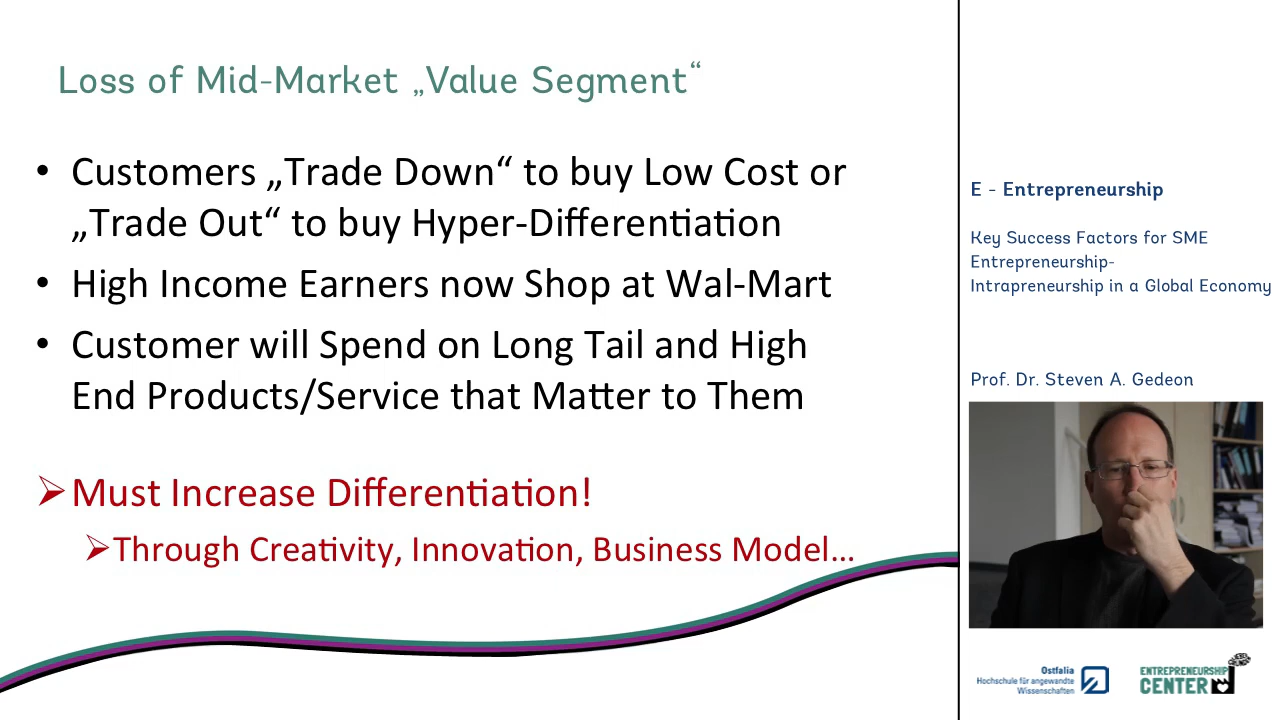 Loss of Mid-Market „Value Segment“
• Customers „Trade Down“ to buy Low Cost or
„Trade Out“ to buy Hyper-Differentiation
• High Income Earners now Shop at Wal-Mart
• Customer will Spend on Long Tail and High
End Products/Service that Matter to Them
➢Must Increase Differentiation!
➢Through Creativity, Innovation, Business Model…
E - Entrepreneurship
Key Success Factors for SME
Entrepreneurship-
Intrapreneurship in a Global Economy
Prof. Dr. Steven A. Gedeon
Ostfalia
Hochschule für angewandte
Wissenschaften
ENTREPRENEURSHIP
CENTER